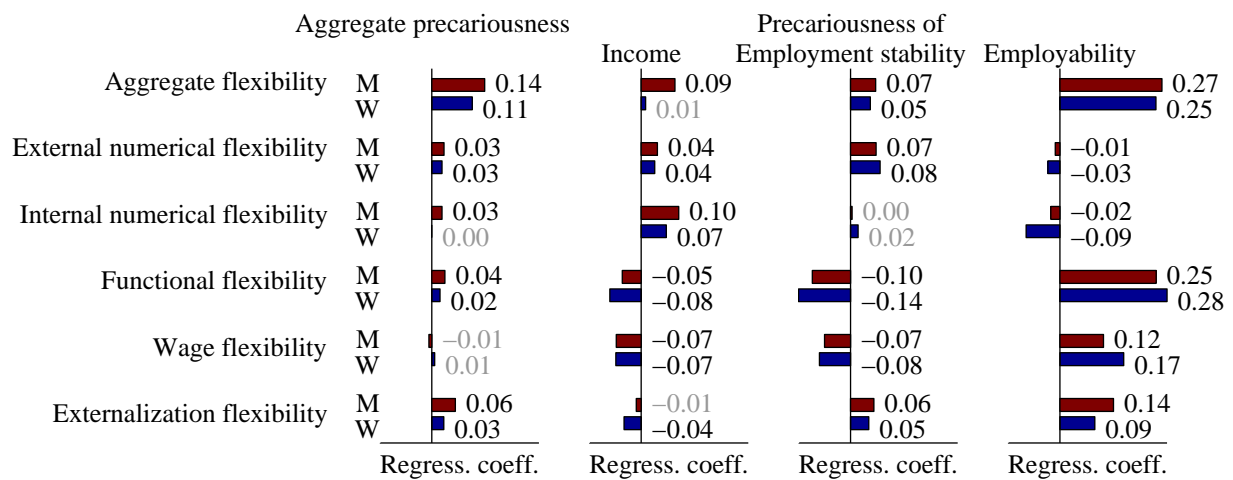 Aggregate precariousness
Precariousness of
Income
Employment stability
Employability
Aggregate flexibility M 0.14 0.09 0.07 0.27
W 0.11 0.01 0.05 0.25
External numerical flexibility M 0.03 0.04 0.07 −0.01
W 0.03 0.04 0.08 −0.03
Internal numerical flexibility M 0.03 0.10 0.00 −0.02
W 0.00 0.07 0.02 −0.09
Functional flexibility M 0.04 −0.05 −0.10 0.25
W 0.02 −0.08 −0.14 0.28
Wage flexibility M −0.01 −0.07 −0.07 0.12
W 0.01 −0.07 −0.08 0.17
Externalization flexibility M 0.06 −0.01 0.06 0.14
W 0.03 −0.04 0.05 0.09
Regress. coeff. Regress. coeff. Regress. coeff. Regress. coeff.